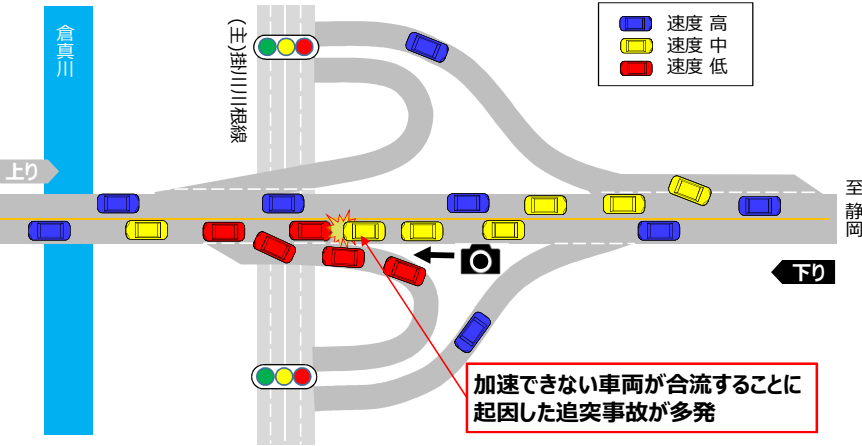 倉真川
(主)掛川川根線
速度 高
速度 中
速度 低
上り
至 静岡
下り
加速できない車両が合流することに
起因した追突事故が多発